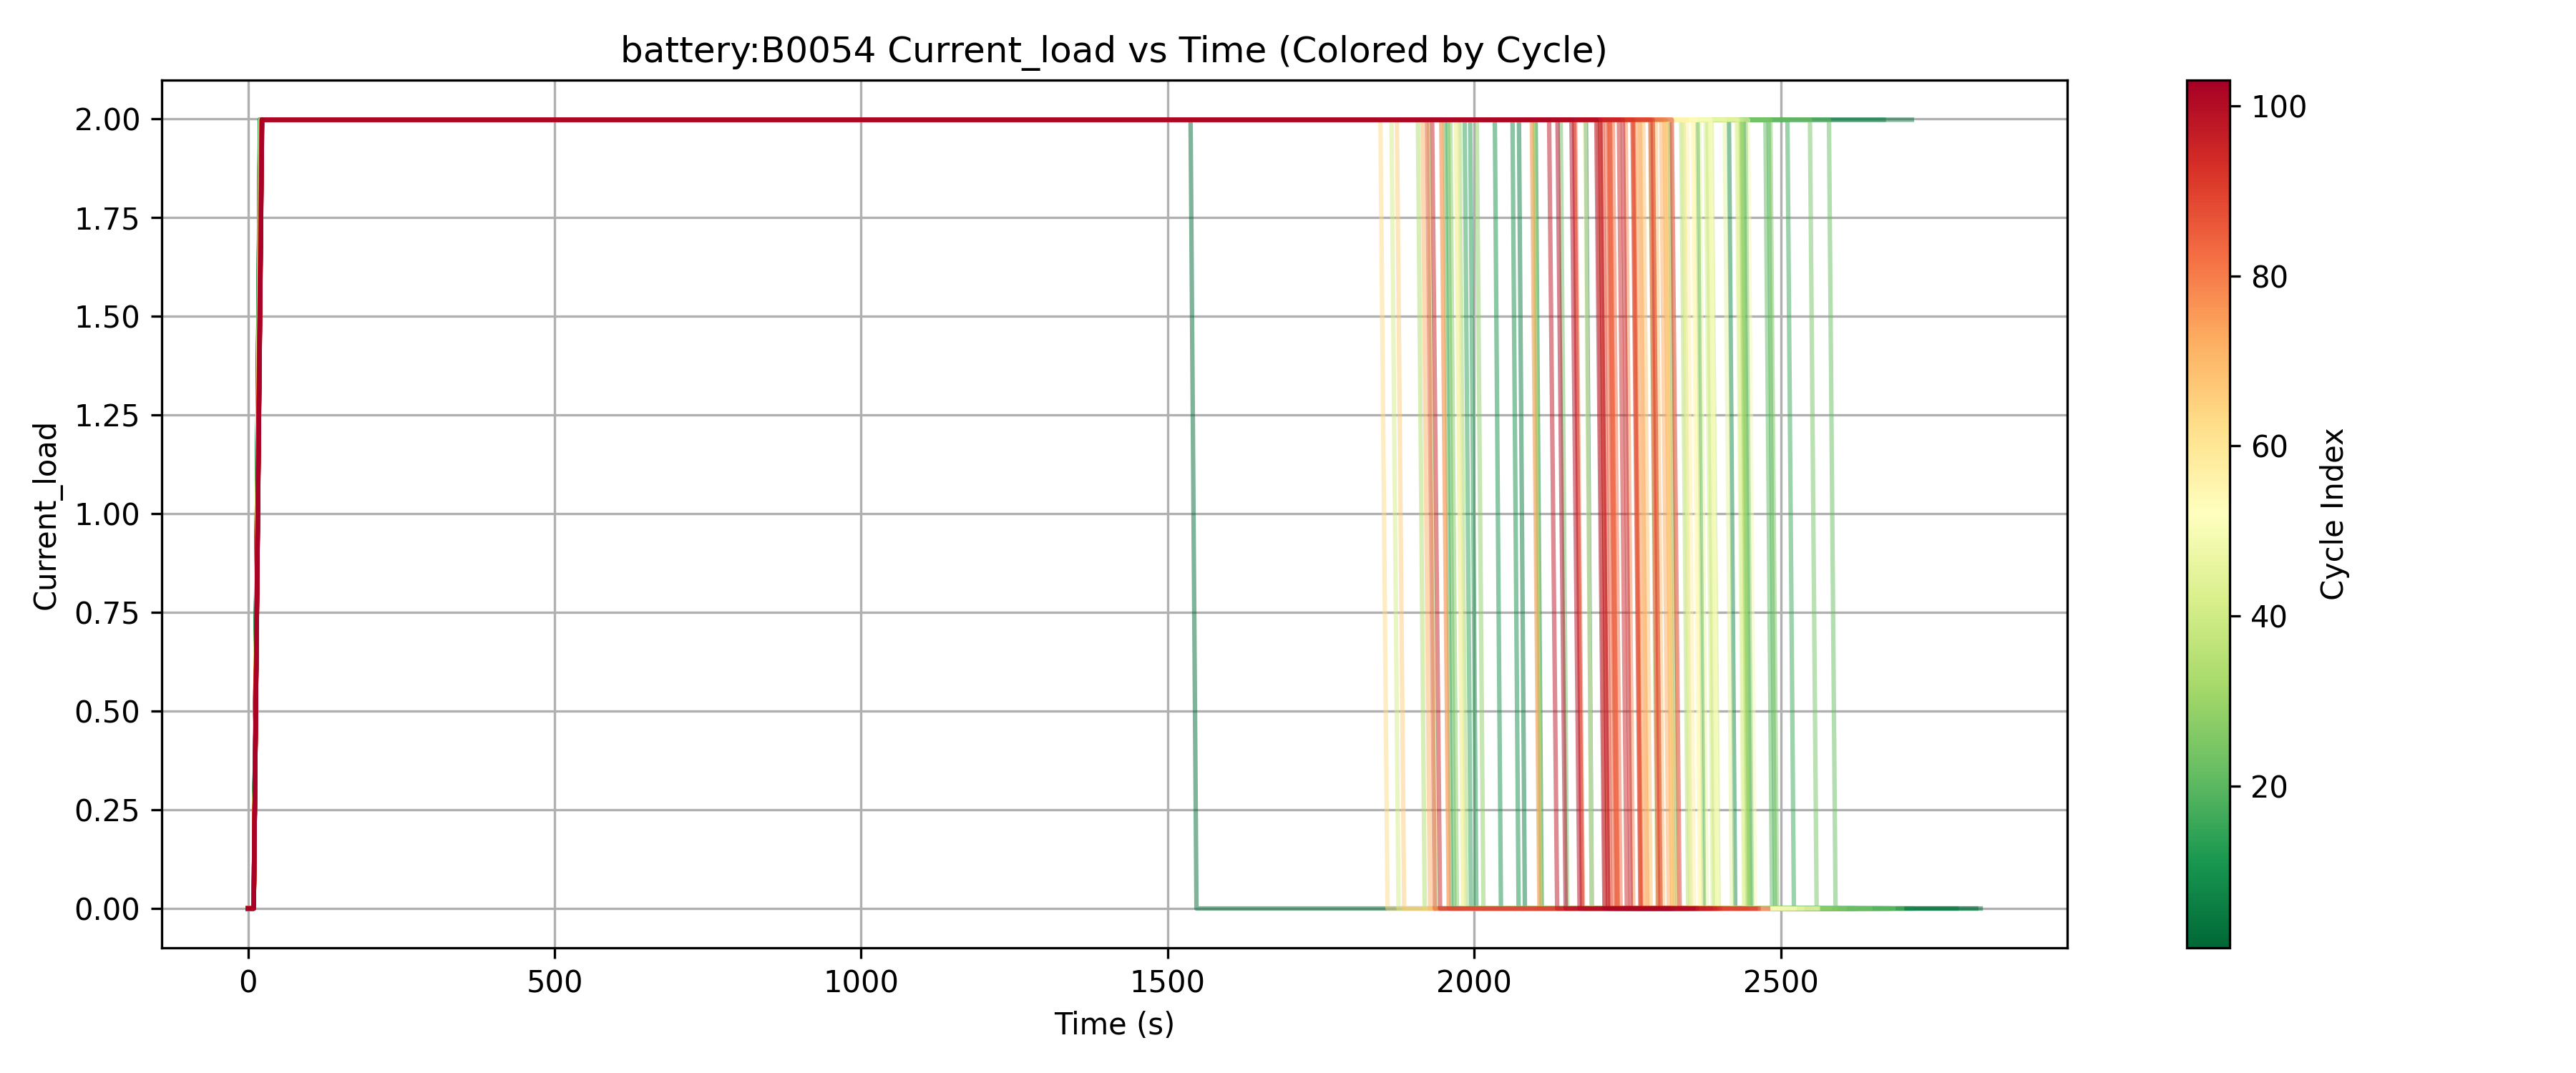 battery:B0054 Current_load vs Time (Colored by Cycle)
2.00
1.75
1.50
1.25
1.00
0.75
0.50
0.25
0.00
Current_load
0 500 1000 1500 2000 2500
Time (s)
100
80
60
40
20
Cycle Index